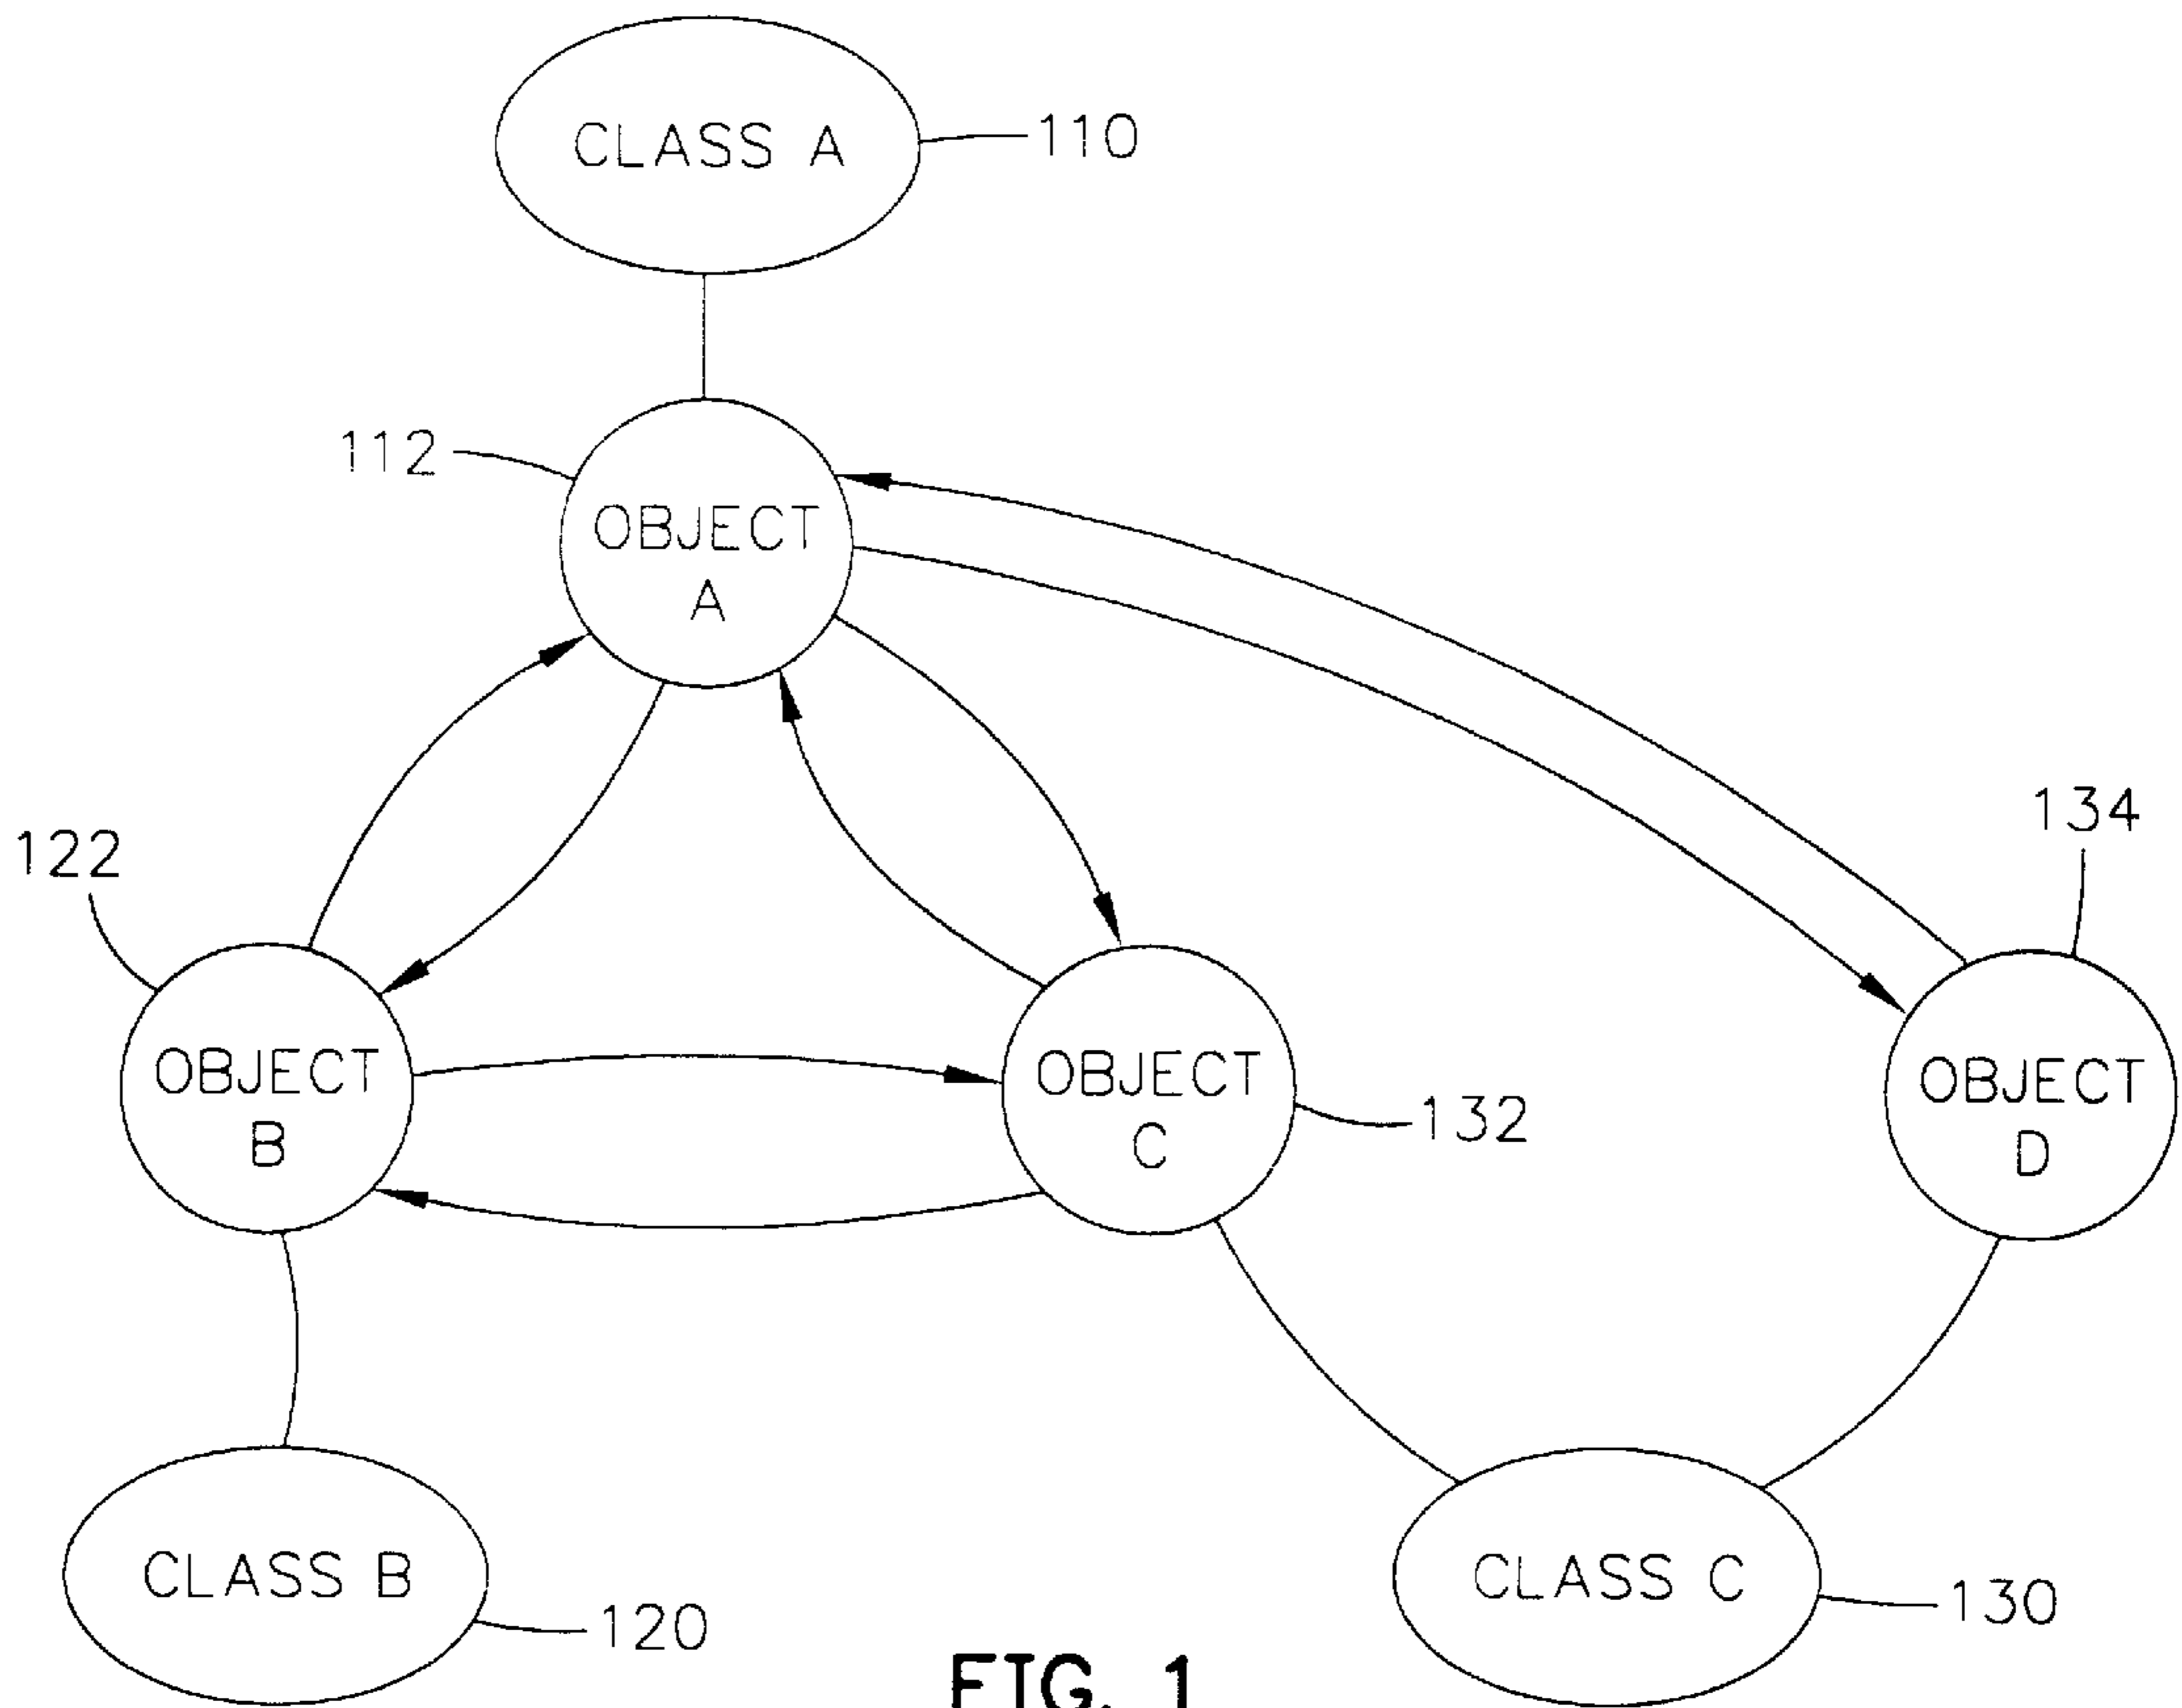 CLASS A
110
112
OBJECT
A
122
134
OBJECT
B
OBJECT
C
132
OBJECT
D
CLASS B
120
CLASS C
130
FIG. 1